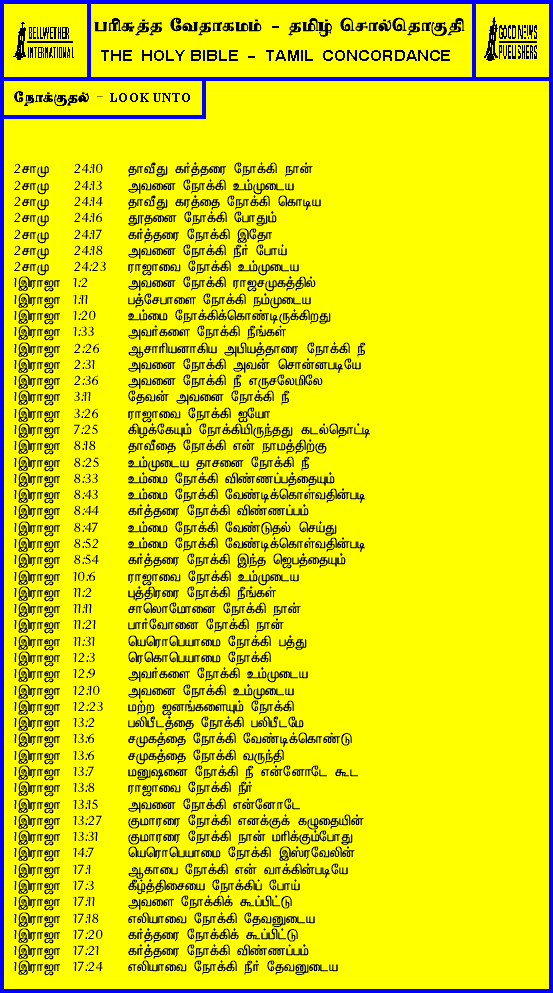 BELLWETHER
INTERNATIONAL
பரிசுத்த வேதாகமம் - தமிழ் சொல்தொகுதி
THE HOLY BIBLE - TAMIL CONCORDANCE
GOOD NEWS
PUBLISHERS
நோக்குதல் - LOOK UNTO
2சாமு 24:10 தாவீது கர்த்தரை நோக்கி நான்
2சாமு 24:13 அவனை நோக்கி உம்முடைய
2சாமு 24:14 தாவீது கரத்தை நோக்கி கொடிய
2சாமு 24:16 தூதனை நோக்கி போதும்
2சாமு 24:17 கர்த்தரை நோக்கி இதோ
2சாமு 24:18 அவனை நோக்கி நீர் போய்
2சாமு 24:23 ராஜாவை நோக்கி உம்முடைய
1இராஜா 1:2 அவனை நோக்கி ராஜசமுகத்தில்
1இராஜா 1:11 பத்சேபாளை நோக்கி நம்முடைய
1இராஜா 1:20 உம்மை நோக்கிக்கொண்டிருக்கிறது
1இராஜா 1:33 அவர்களை நோக்கி நீங்கள்
1இராஜா 2:26 ஆசாரியனாகிய அபியத்தாரை நோக்கி நீ
1இராஜா 2:31 அவனை நோக்கி அவன் சொன்னபடியே
1இராஜா 2:36 அவனை நோக்கி நீ எருசலேமிலே
1இராஜா 3:11 தேவன் அவனை நோக்கி நீ
1இராஜா 3:26 ராஜாவை நோக்கி ஐயோ
1இராஜா 7:25 கிழக்கேயும் நோக்கியிருந்தது கடல்தொட்டி
1இராஜா 8:18 தாவீதை நோக்கி என் நாமத்திற்கு
1இராஜா 8:25 உம்முடைய தாசனை நோக்கி நீ
1இராஜா 8:33 உம்மை நோக்கி விண்ணப்பத்தையும்
1இராஜா 8:43 உம்மை நோக்கி வேண்டிக்கொள்வதின்படி
1இராஜா 8:44 கர்த்தரை நோக்கி விண்ணப்பம்
1இராஜா 8:47 உம்மை நோக்கி வேண்டுதல் செய்து
1இராஜா 8:52 உம்மை நோக்கி வேண்டிக்கொள்வதின்படி
1இராஜா 8:54 கர்த்தரை நோக்கி இந்த ஜெபத்தையும்
1இராஜா 10:6 ராஜாவை நோக்கி உம்முடைய
1இராஜா 11:2 புத்திரரை நோக்கி நீங்கள்
1இராஜா 11:11 சாலொமோனை நோக்கி நான்
1இராஜா 11:21 பார்வோனை நோக்கி நான்
1இராஜா 11:31 யெரொபெயாமை நோக்கி பத்து
1இராஜா 12:3 ரெகொபெயாமை நோக்கி
1இராஜா 12:9 அவர்களை நோக்கி உம்முடைய
1இராஜா 12:10 அவனை நோக்கி உம்முடைய
1இராஜா 12:23 மற்ற ஜனங்களையும் நோக்கி
1இராஜா 13:2 பலிபீடத்தை நோக்கி பலிபீடமே
1இராஜா 13:6 சமுகத்தை நோக்கி வேண்டிக்கொண்டு
1இராஜா 13:6 சமுகத்தை நோக்கி வருந்தி
1இராஜா 13:7 மனுஷனை நோக்கி நீ என்னோடே கூட
1இராஜா 13:8 ராஜாவை நோக்கி நீர்
1இராஜா 13:15 அவனை நோக்கி என்னோடே
1இராஜா 13:27 குமாரரை நோக்கி எனக்குக் கழுதையின்
1இராஜா 13:31 குமாரரை நோக்கி நான் மரிக்கும்போது
1இராஜா 14:7 யெரொபெயாமை நோக்கி இஸ்ரவேலின்
1இராஜா 17:1 ஆகாபை நோக்கி என் வாக்கின்படியே
1இராஜா 17:3 கீழ்த்திசையை நோக்கிப் போய்
1இராஜா 17:11 அவளை நோக்கிக் கூப்பிட்டு
1இராஜா 17:18 எலியாவை நோக்கி தேவனுடைய
1இராஜா 17:20 கர்த்தரை நோக்கிக் கூப்பிட்டு
1இராஜா 17:21 கர்த்தரை நோக்கி விண்ணப்பம்
1இராஜா 17:24 எலியாவை நோக்கி நீர் தேவனுடைய